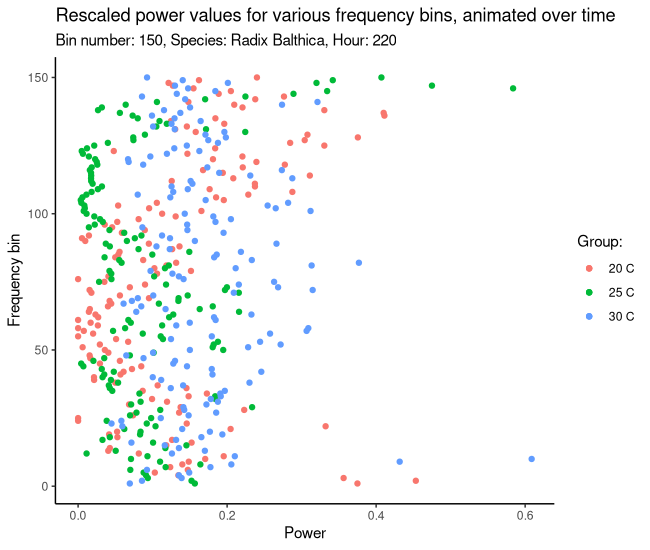 Rescaled power values for various frequency bins, animated over time
Bin number: 150, Species: Radix Balthica, Hour: 220
150
100
50
0
Frequency bin
0.0 0.2 0.4 0.6
Power
Group:
20 C
25 C
30 C